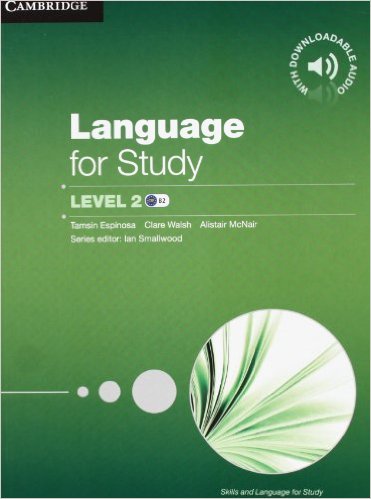 CAMBRIDGE
WITH DOWNLOADABLE AUDIO
Language
for Study
LEVEL 2 B2
Tamsin Espinosa Clare Walsh Alistair McNair
Series editor: Ian Smallwood
Skills and Language for Study